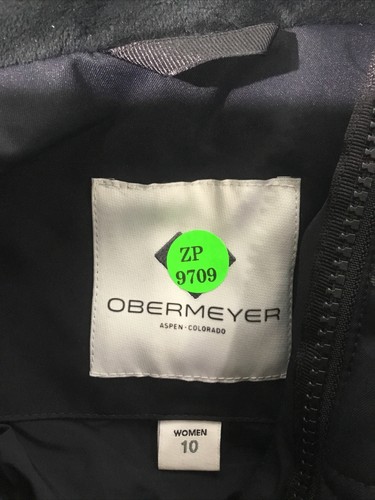 ZP
9709
OBERMEYER
ASPEN · COLORADO
WOMEN
10